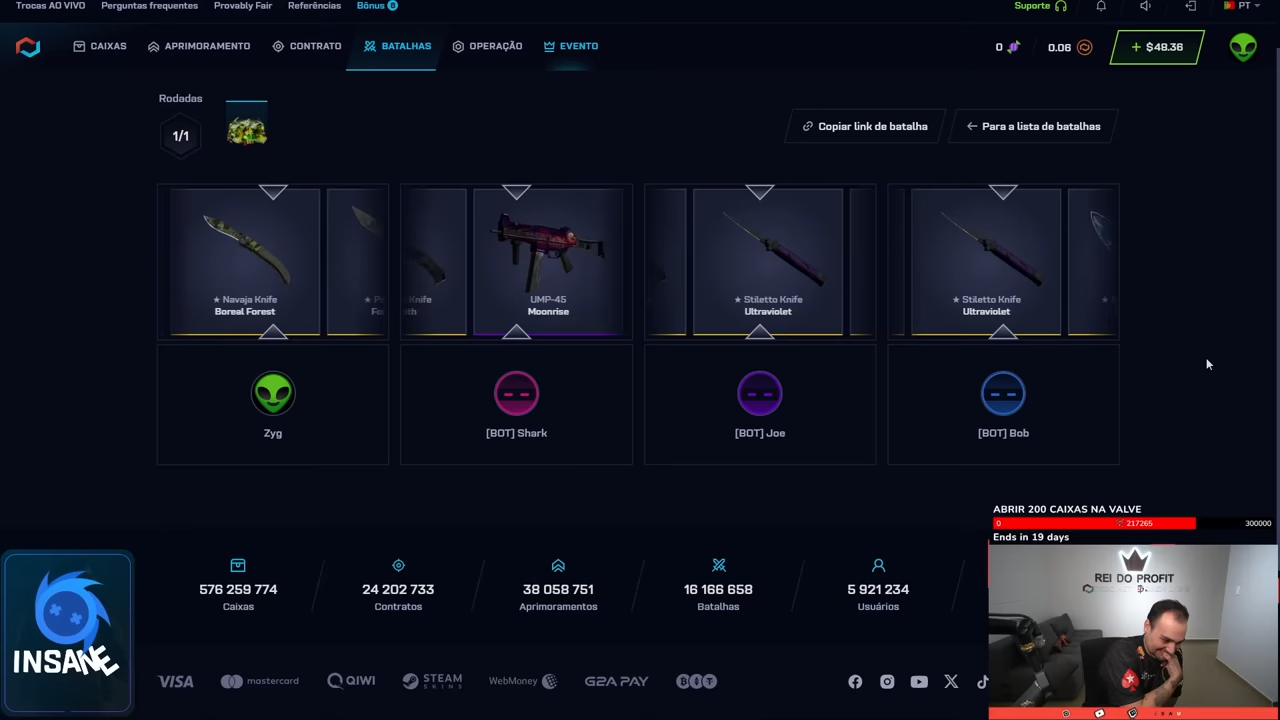 Trocas AO VIVO
Perguntas frequentes
Provably Fair
Referências
Bônus
Suporte
PT
CAIXAS
APRIMORAMENTO
CONTRATO
BATALHAS
OPERAÇÃO
EVENTO
0
0.06
+ $48.36
Rodadas
1/1
Copiar link de batalha
Para a lista de batalhas
★ Navaja Knife
Boreal Forest
Knife
UMP-45
Moonrise
★ Stiletto Knife
Ultraviolet
★ Stiletto Knife
Ultraviolet
Zyg
[BOT] Shark
[BOT] Joe
[BOT] Bob
ABRIR 200 CAIXAS NA VALVE
0
217265
300000
Ends in 19 days
576 259 774
Caixas
24 202 733
Contratos
38 058 751
Aprimoramentos
16 166 658
Batalhas
5 921 234
Usuários
REI DO PROFIT
INSANE
VISA
mastercard
QIWI
STEAM
SKINS
WebMoney
G2A PAY